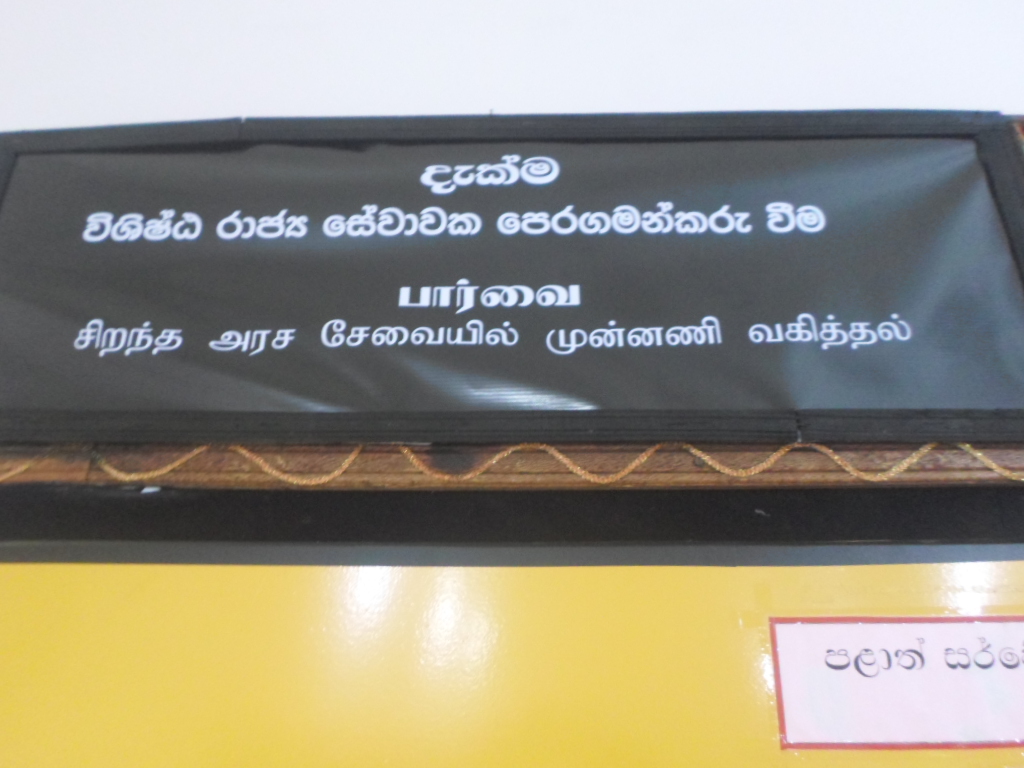 දැක්ම
විශිෂ්ඨ රාජ්‍ය සේවාවක පෙරගමන්කරු වීම
பார்வை
சிறந்த அரச சேவையில் முன்னணி வகித்தல்
පළාත්